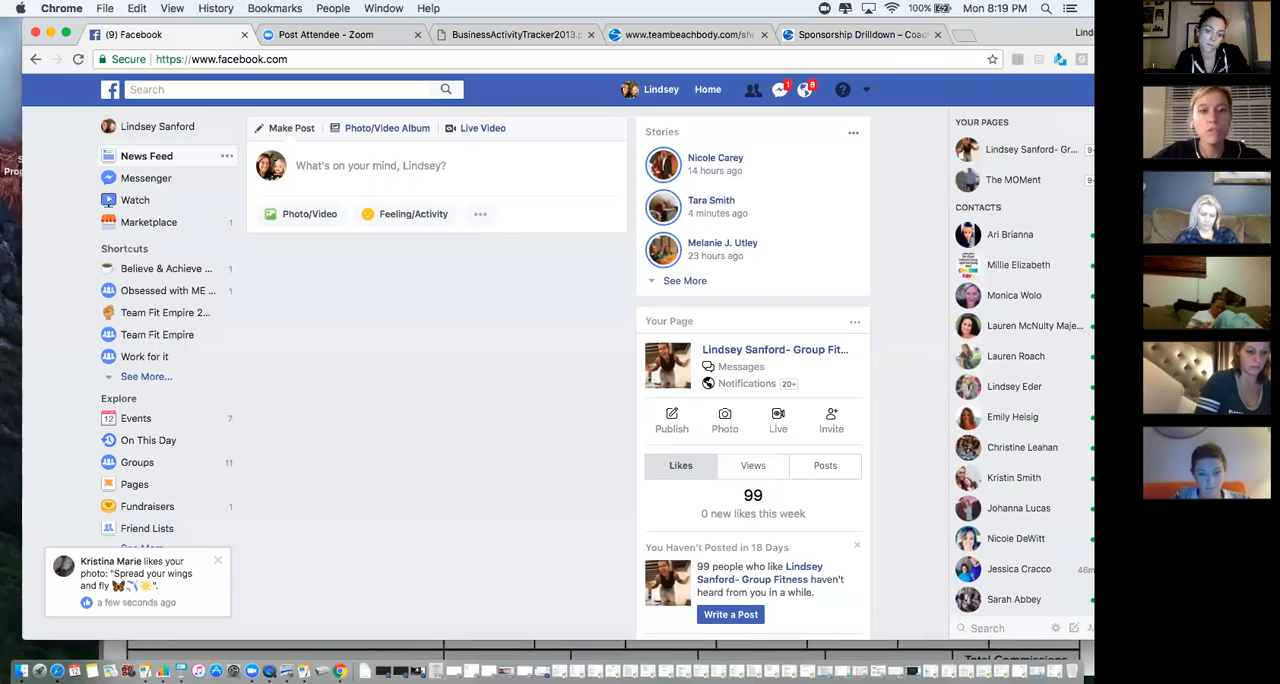 Chrome File Edit View History Bookmarks People Window Help 100% Mon 8:19 PM
(9) Facebook Post Attendee - Zoom BusinessActivityTracker2013.p www.teambeachbody.com/sh Sponsorship Drilldown – Coac Lind
Secure https://www.facebook.com
Search Lindsey Home 1 8
Lindsey Sanford
News Feed
Messenger
Watch
Marketplace 1
Shortcuts
Believe & Achieve ... 1
Obsessed with ME ... 1
Team Fit Empire 2...
Team Fit Empire
Work for it
See More...
Explore
12 Events 7
On This Day
Groups 11
Pages
Fundraisers 1
Friend Lists
Kristina Marie likes your
photo: "Spread your wings
and fly 🦋✨☀️".
a few seconds ago
Make Post Photo/Video Album Live Video
What's on your mind, Lindsey?
Photo/Video Feeling/Activity
Stories
Nicole Carey
14 hours ago
Tara Smith
4 minutes ago
Melanie J. Utley
23 hours ago
See More
Your Page
Lindsey Sanford- Group Fit...
Messages
Notifications 20+
Publish Photo Live Invite
Likes Views Posts
99
0 new likes this week
You Haven't Posted in 18 Days
99 people who like Lindsey
Sanford- Group Fitness haven't
heard from you in a while.
Write a Post
YOUR PAGES
Lindsey Sanford- Gr... 9+
The MOMent 9+
CONTACTS
Ari Brianna
Millie Elizabeth
Monica Wolo
Lauren McNulty Maje...
Lauren Roach
Lindsey Eder
Emily Heisig
Christine Leahan
Kristin Smith
Johanna Lucas
Nicole DeWitt
Jessica Cracco 46m
Sarah Abbey
Search
Total Commissions